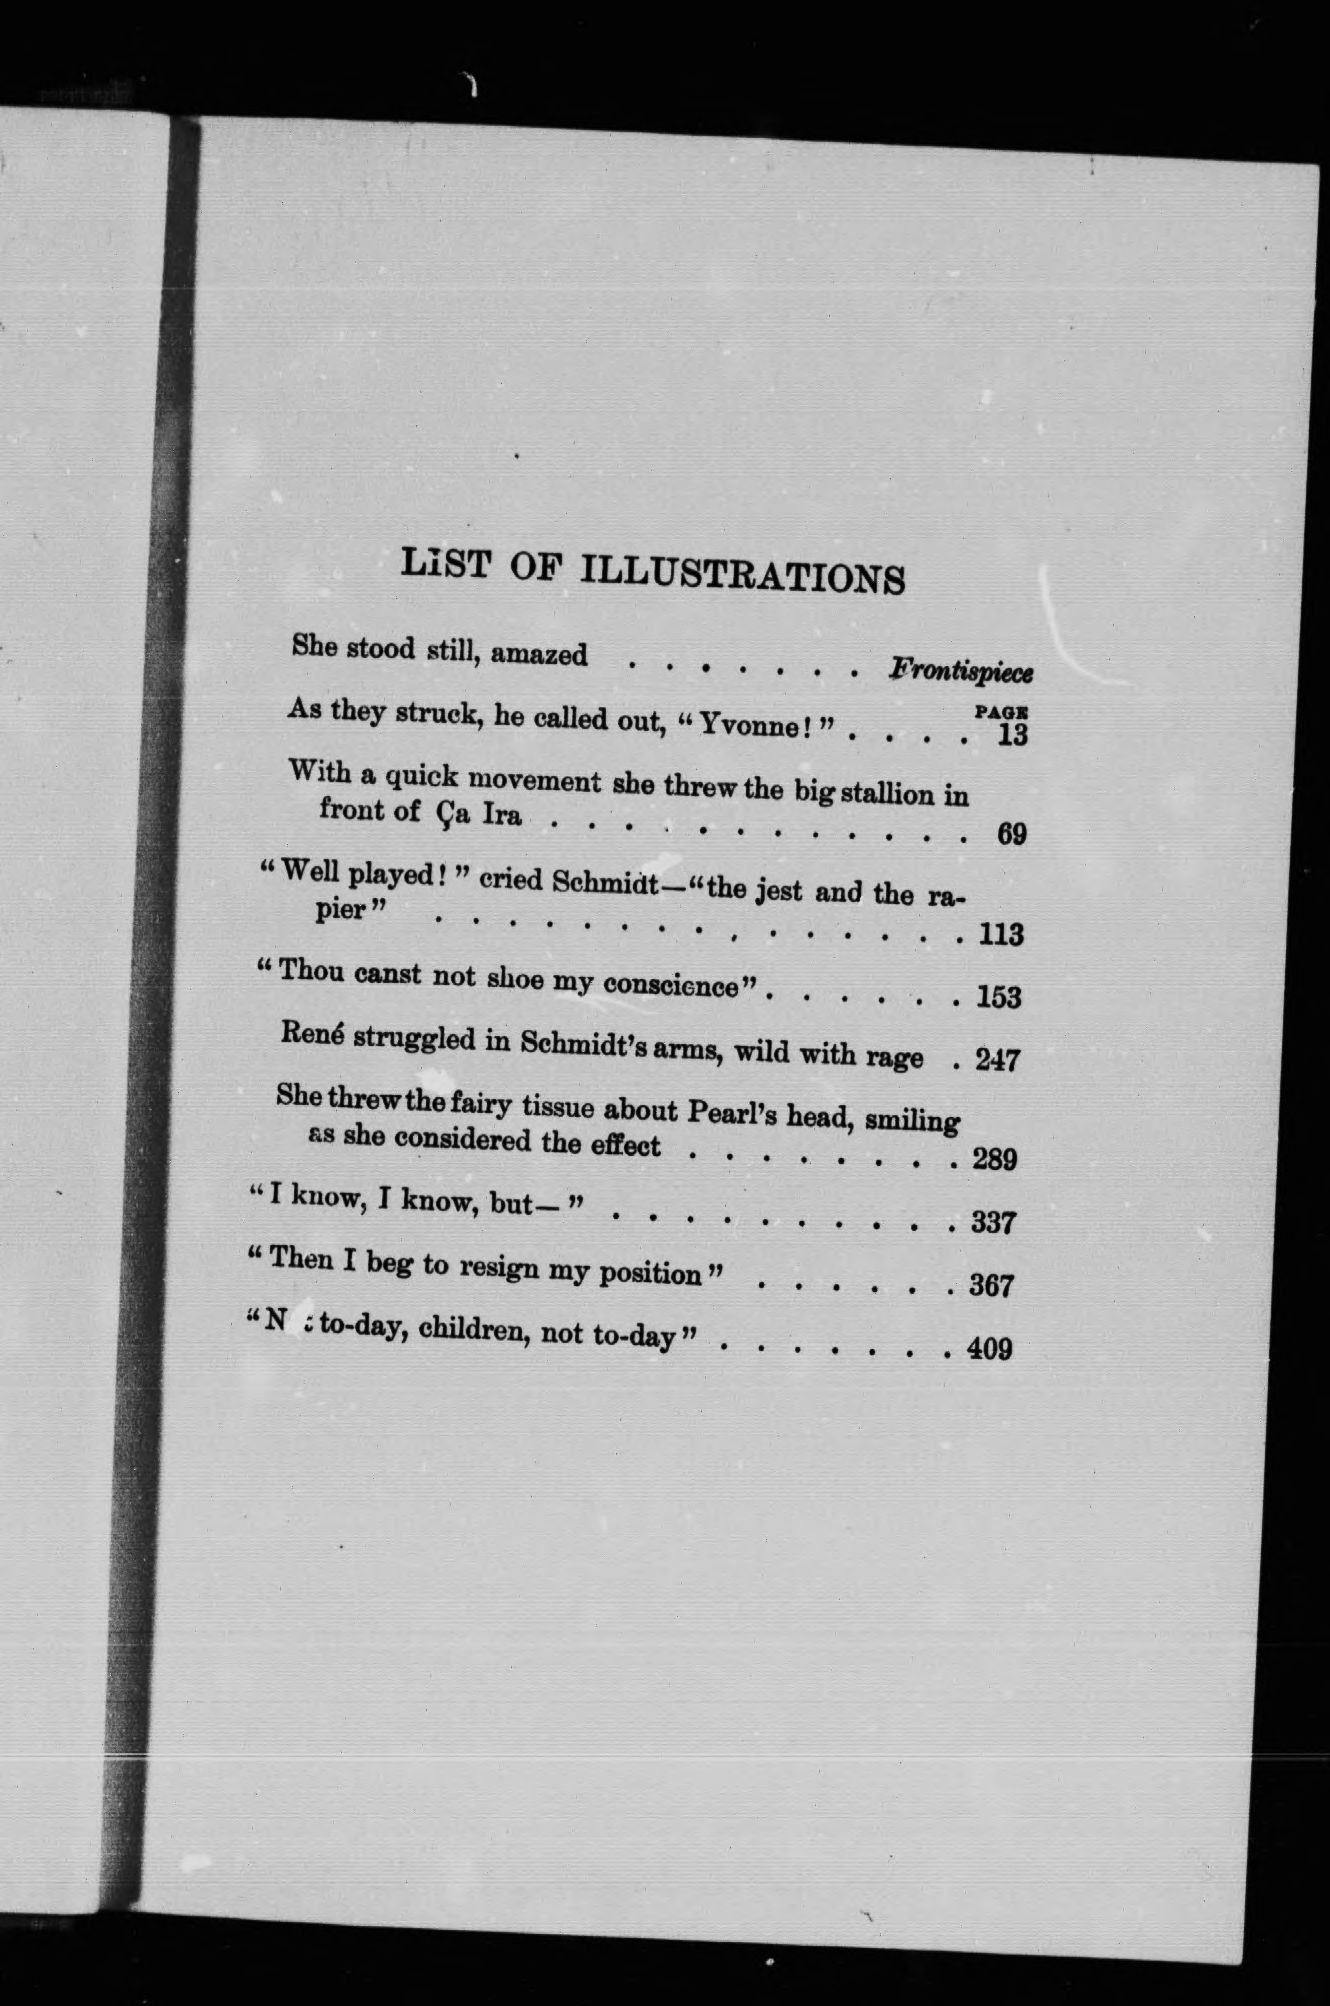 LIST OF ILLUSTRATIONS
She stood still, amazed . . . . . . . Frontispiece
PAGE
As they struck, he called out, “Yvonne!” . . . . 13
With a quick movement she threw the big stallion in
front of Ça Ira . . . . . . . . . . . . 69
“Well played!” cried Schmidt—“the jest and the ra-
pier” . . . . . . . . . . . . . . . 113
“Thou canst not shoe my conscience” . . . . . . 153
René struggled in Schmidt’s arms, wild with rage . 247
She threw the fairy tissue about Pearl’s head, smiling
as she considered the effect . . . . . . . . 289
“I know, I know, but—” . . . . . . . . . . 337
“Then I beg to resign my position” . . . . . . 367
“N to-day, children, not to-day” . . . . . . . 409